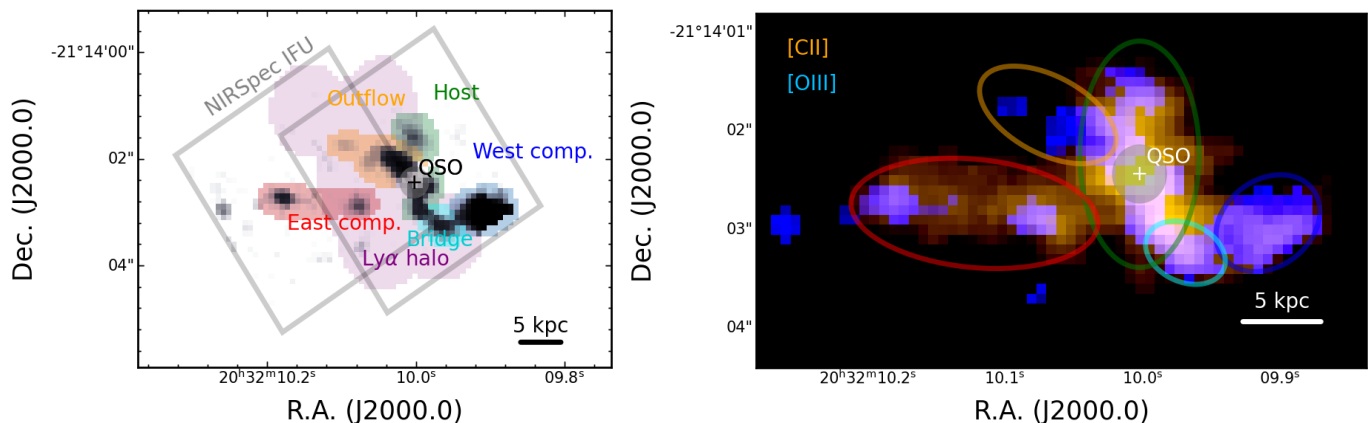 -21°14'00"
02"
04"
Dec. (J2000.0)
NIRSpec IFU
Outflow
Host
West comp.
QSO
East comp.
Bridge
Lyα halo
5 kpc
20ʰ32ᵐ10.2ˢ
10.0ˢ
09.8ˢ
R.A. (J2000.0)
-21°14'01"
02"
03"
04"
Dec. (J2000.0)
[CII]
[OIII]
QSO
5 kpc
20ʰ32ᵐ10.2ˢ
10.1ˢ
10.0ˢ
09.9ˢ
R.A. (J2000.0)